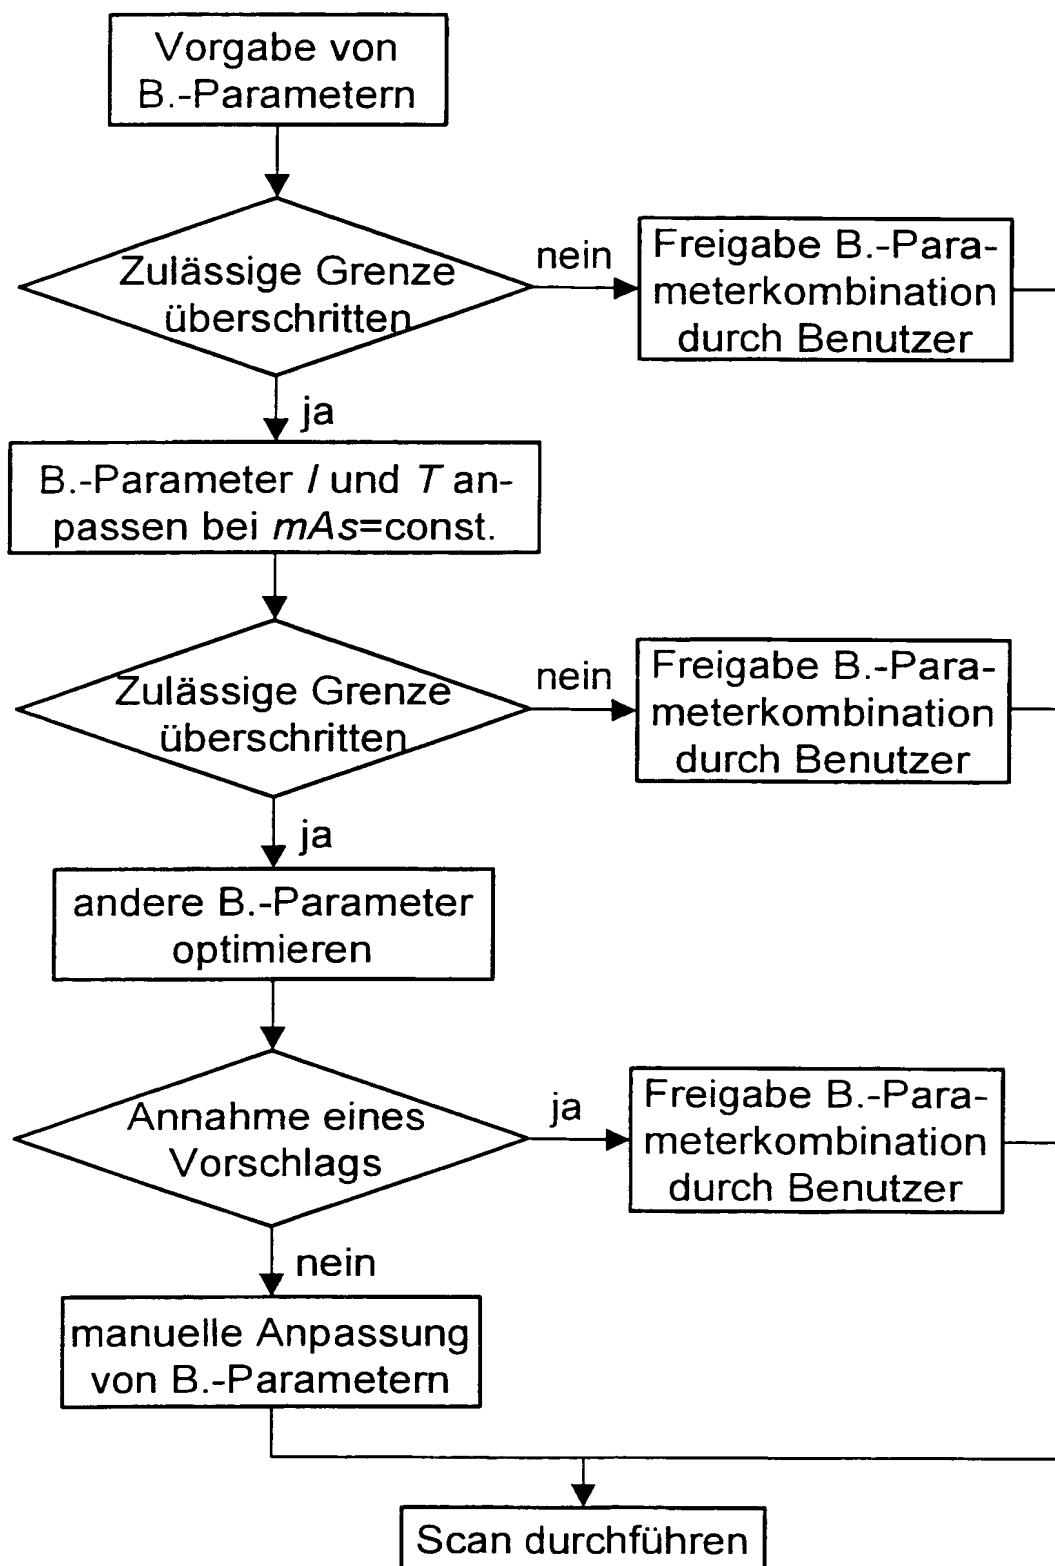 Vorgabe von
B.-Parametern
Zulässige Grenze
überschritten
nein
Freigabe B.-Para-
meterkombination
durch Benutzer
ja
B.-Parameter I und T an-
passen bei mAs=const.
Zulässige Grenze
überschritten
nein
Freigabe B.-Para-
meterkombination
durch Benutzer
ja
andere B.-Parameter
optimieren
Annahme eines
Vorschlags
ja
Freigabe B.-Para-
meterkombination
durch Benutzer
nein
manuelle Anpassung
von B.-Parametern
Scan durchführen